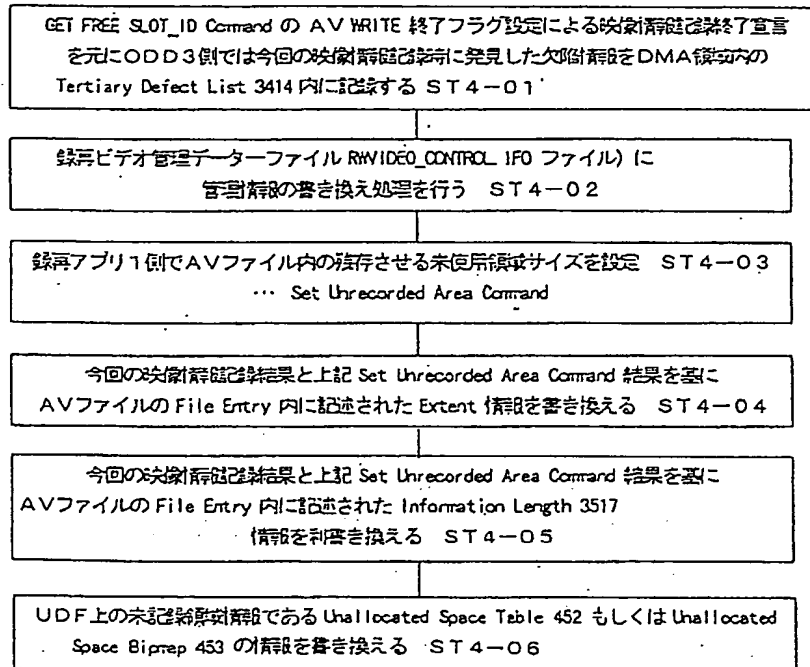 GET FREE SLOT_ID Command の AV WRITE 終了フラグ設定による映像情報記録終了宣言
を元にODD3側では今回の映像情報記録時に発見した欠陥情報をDMA領域内の
Tertiary Defect List 3414 内に記録する ST4-01
録再ビデオ管理データーファイル RWVIDEO_CONTROL.IFO ファイル) に
管理情報の書き換え処理を行う ST4-02
録再アプリ1側でAVファイル内の残存させる未使用領域サイズを設定 ST4-03
… Set Unrecorded Area Command
今回の映像情報記録結果と上記 Set Unrecorded Area Command 結果を基に
AVファイルの File Entry 内に記述された Extent 情報を書き換える ST4-04
今回の映像情報記録結果と上記 Set Unrecorded Area Command 結果を基に
AVファイルの File Entry 内に記述された Information Length 3517
情報を利書き換える ST4-05
UDF上の未記録領域情報である Unallocated Space Table 452 もしくは Unallocated
Space Bitmap 453 の情報を書き換える ST4-06